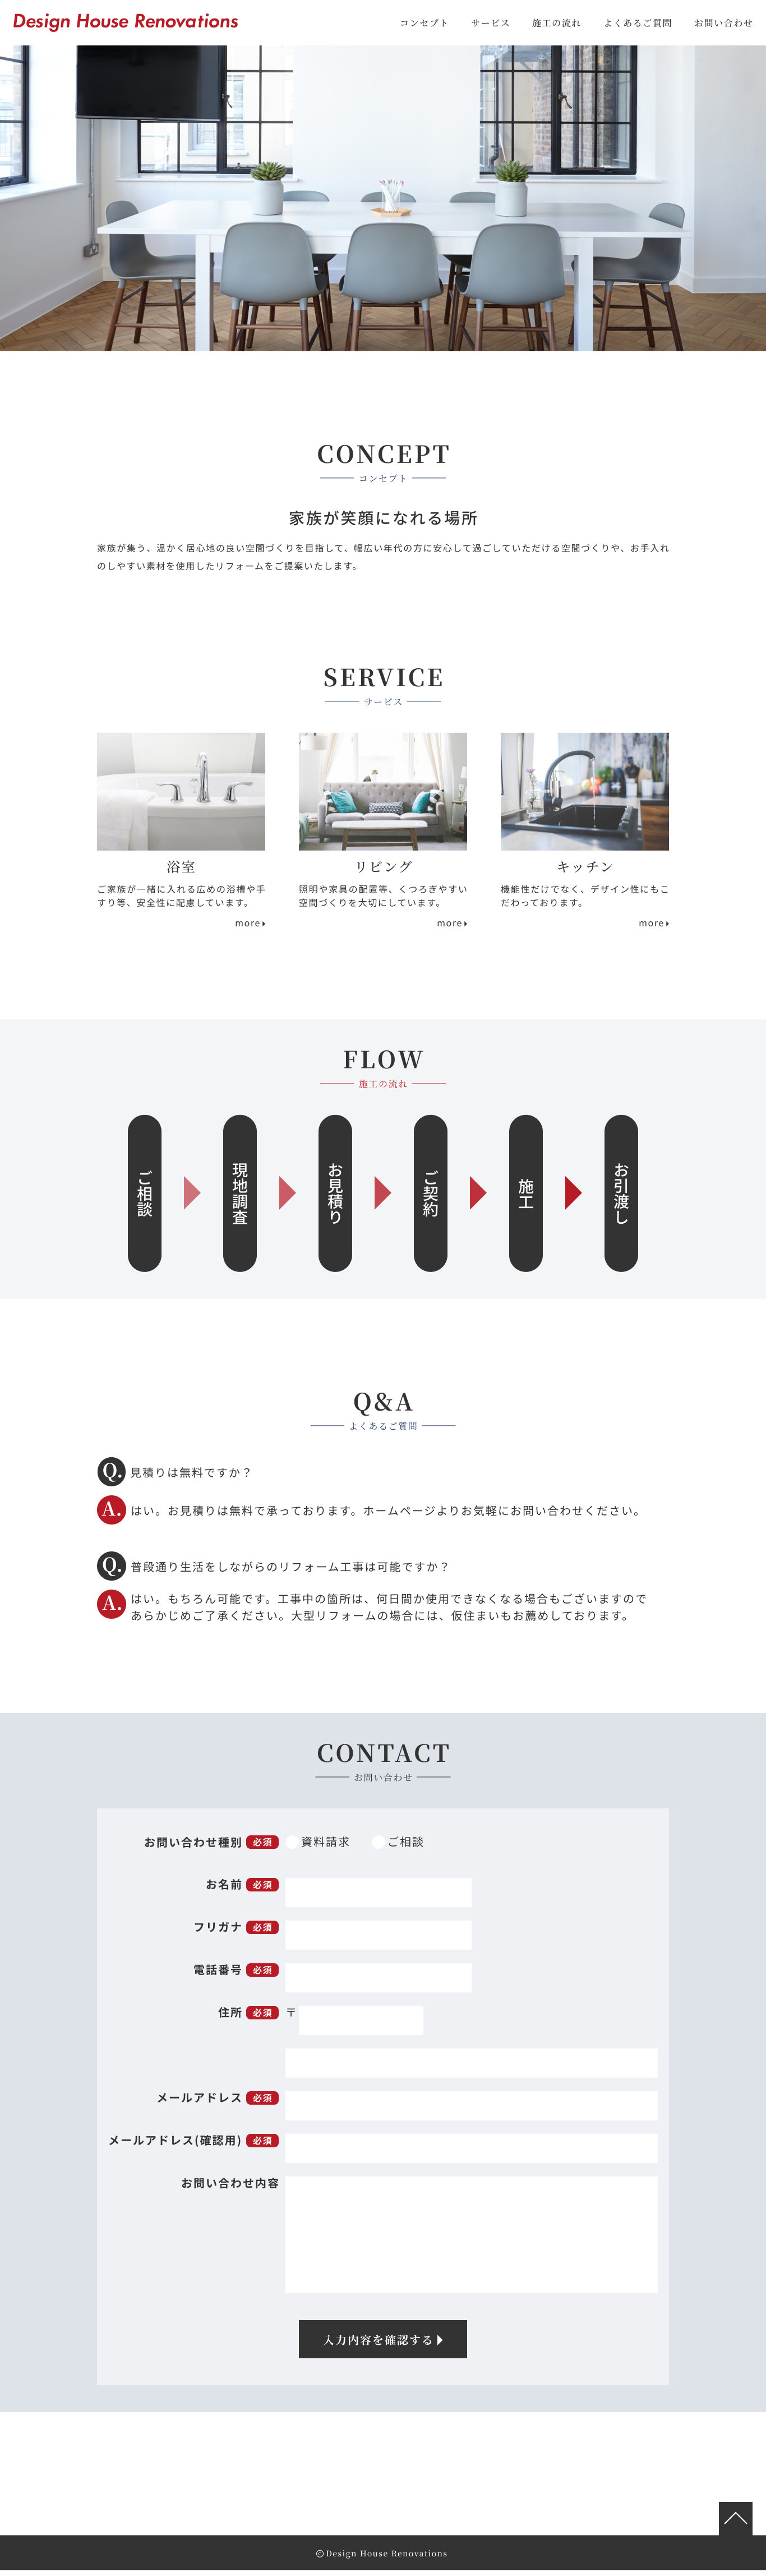 Design House Renovations
コンセプト サービス 施工の流れ よくあるご質問 お問い合わせ
CONCEPT
コンセプト
家族が笑顔になれる場所
家族が集う、温かく居心地の良い空間づくりを目指して、幅広い年代の方に安心して過ごしていただける空間づくりや、お手入れ
のしやすい素材を使用したリフォームをご提案いたします。
SERVICE
サービス
浴室
ご家族が一緒に入れる広めの浴槽や手
すり等、安全性に配慮しています。
more
リビング
照明や家具の配置等、くつろぎやすい
空間づくりを大切にしています。
more
キッチン
機能性だけでなく、デザイン性にもこ
だわっております。
more
FLOW
施工の流れ
ご相談
現地調査
お見積り
ご契約
施工
お引渡し
Q&A
よくあるご質問
Q. 見積りは無料ですか？
A. はい。お見積りは無料で承っております。ホームページよりお気軽にお問い合わせください。
Q. 普段通り生活をしながらのリフォーム工事は可能ですか？
A. はい。もちろん可能です。工事中の箇所は、何日間か使用できなくなる場合もございますので
あらかじめご了承ください。大型リフォームの場合には、仮住まいもお薦めしております。
CONTACT
お問い合わせ
お問い合わせ種別 必須 資料請求 ご相談
お名前 必須
フリガナ 必須
電話番号 必須
住所 必須 〒
メールアドレス 必須
メールアドレス(確認用) 必須
お問い合わせ内容
入力内容を確認する
©Design House Renovations